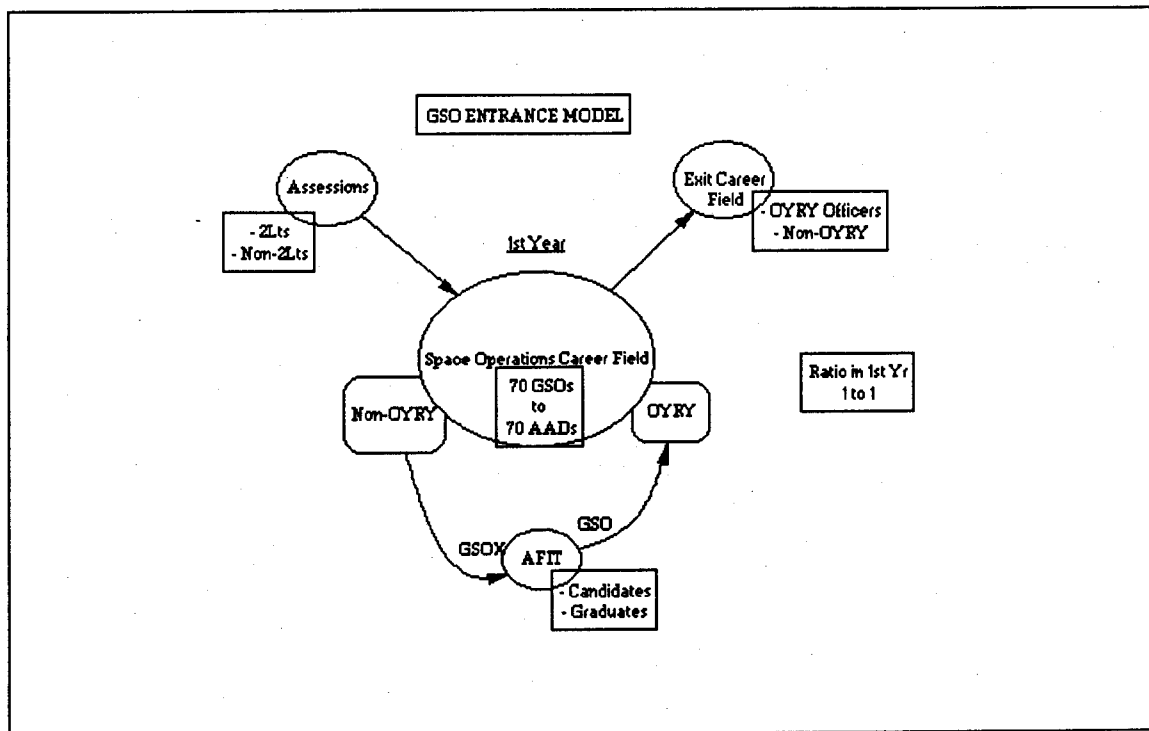 GSO ENTRANCE MODEL
Assessions
- 2Lts
- Non-2Lts
Exit Career
Field
- OYRY Officers
- Non-OYRY
1st Year
Space Operations Career Field
70 GSOs
to
70 AADs
Non-OYRY
OYRY
Ratio in 1st Yr
1 to 1
GSOX
GSO
AFIT
- Candidates
- Graduates